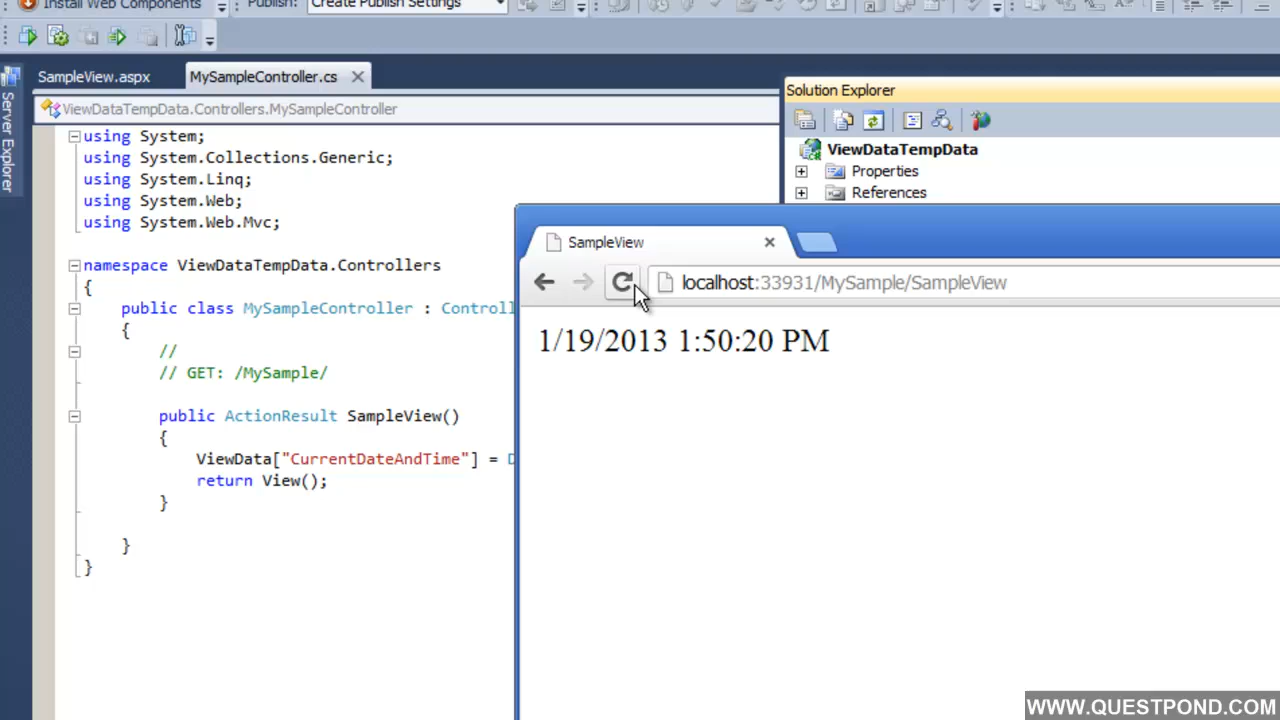 Install Web Components
Publish: Create Publish Settings
SampleView.aspx
MySampleController.cs
Server Explorer
ViewDataTempData.Controllers.MySampleController
using System;
using System.Collections.Generic;
using System.Linq;
using System.Web;
using System.Web.Mvc;
namespace ViewDataTempData.Controllers
{
public class MySampleController : Controll
{
//
// GET: /MySample/
public ActionResult SampleView()
{
ViewData["CurrentDateAndTime"] = D
return View();
}
}
}
Solution Explorer
ViewDataTempData
Properties
References
SampleView
localhost:33931/MySample/SampleView
1/19/2013 1:50:20 PM
WWW.QUESTPOND.COM